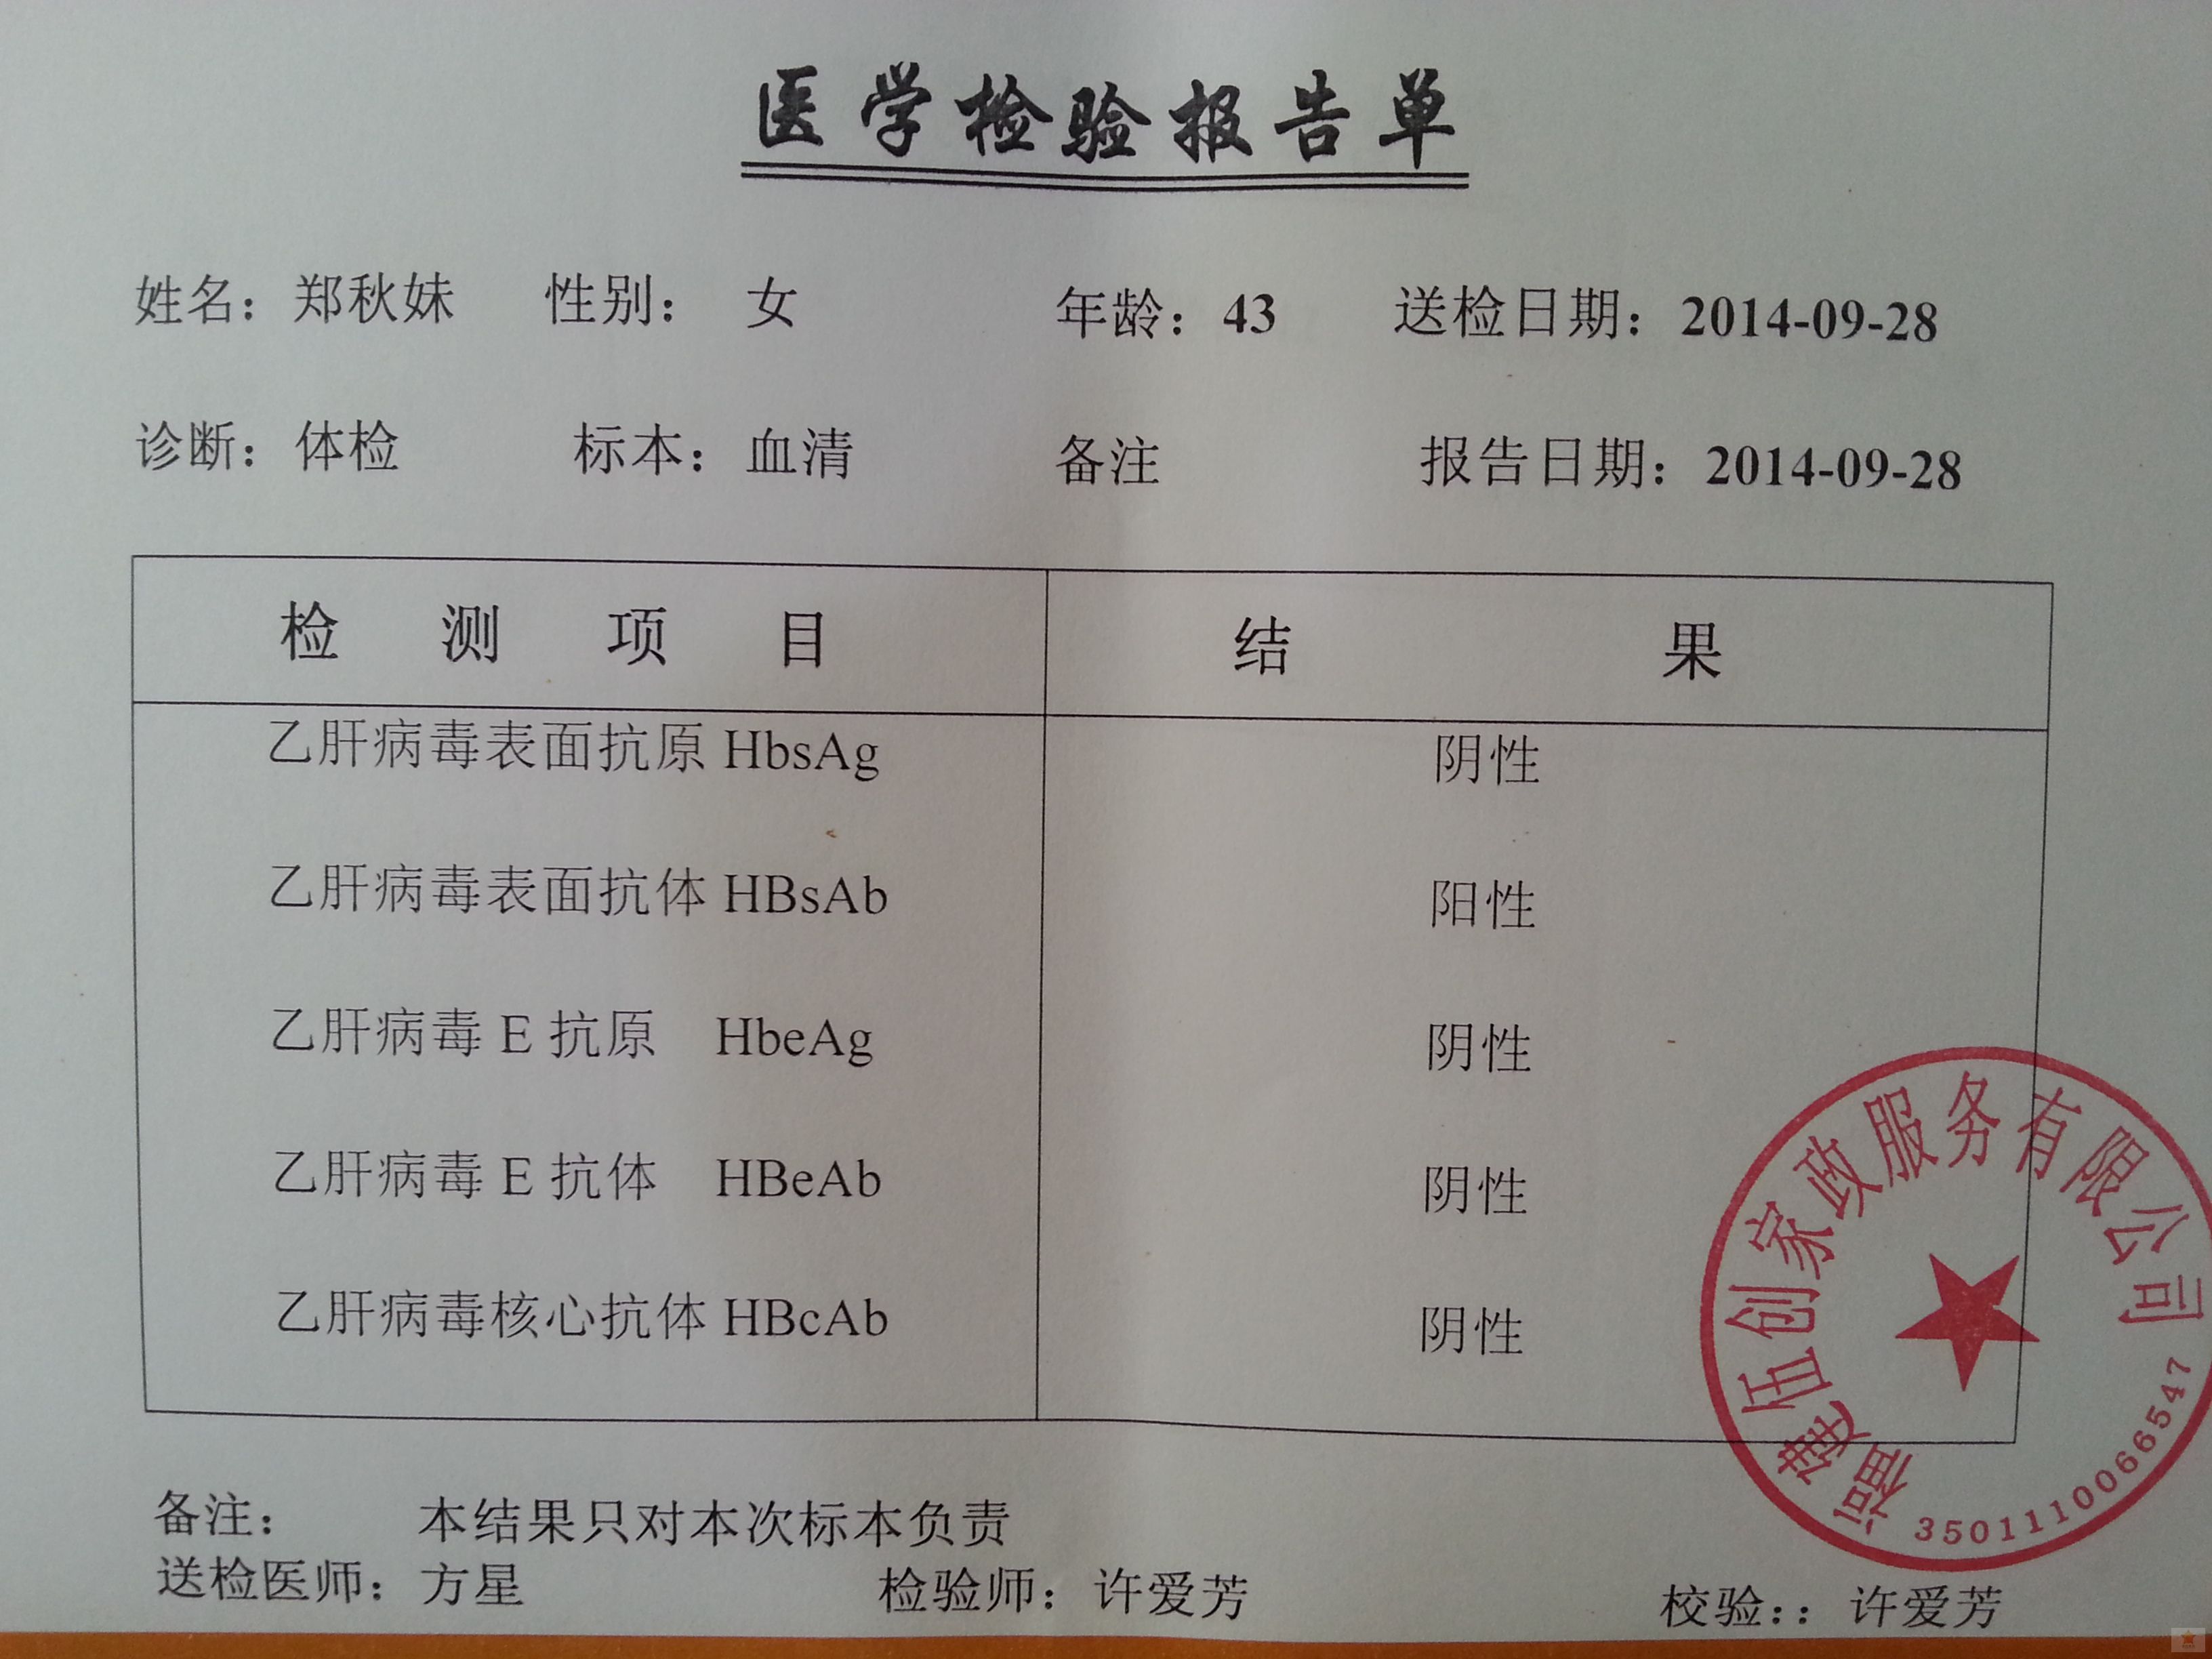 医学检验报告单
姓名：郑秋妹 性别： 女 年龄：43 送检日期：2014-09-28
诊断：体检 标本：血清 备注 报告日期：2014-09-28
检测项目 结果
乙肝病毒表面抗原 HbsAg 阴性
乙肝病毒表面抗体 HBsAb 阳性
乙肝病毒 E 抗原 HbeAg 阴性
乙肝病毒 E 抗体 HBeAb 阴性
乙肝病毒核心抗体 HBcAb 阴性
福建伍创家政服务有限公司
3501110066547
备注： 本结果只对本次标本负责
送检医师：方星 检验师：许爱芳 校验：：许爱芳